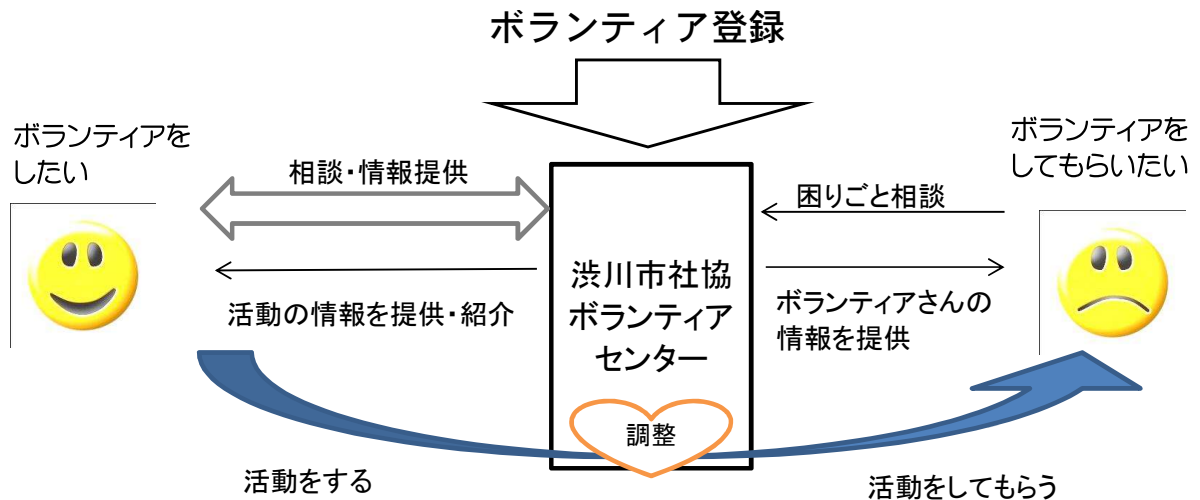 ボランティア登録
ボランティアを
したい
相談・情報提供
活動の情報を提供・紹介
渋川市社協
ボランティア
センター
調整
ボランティアを
してもらいたい
困りごと相談
ボランティアさんの
情報を提供
活動をする
活動をしてもらう